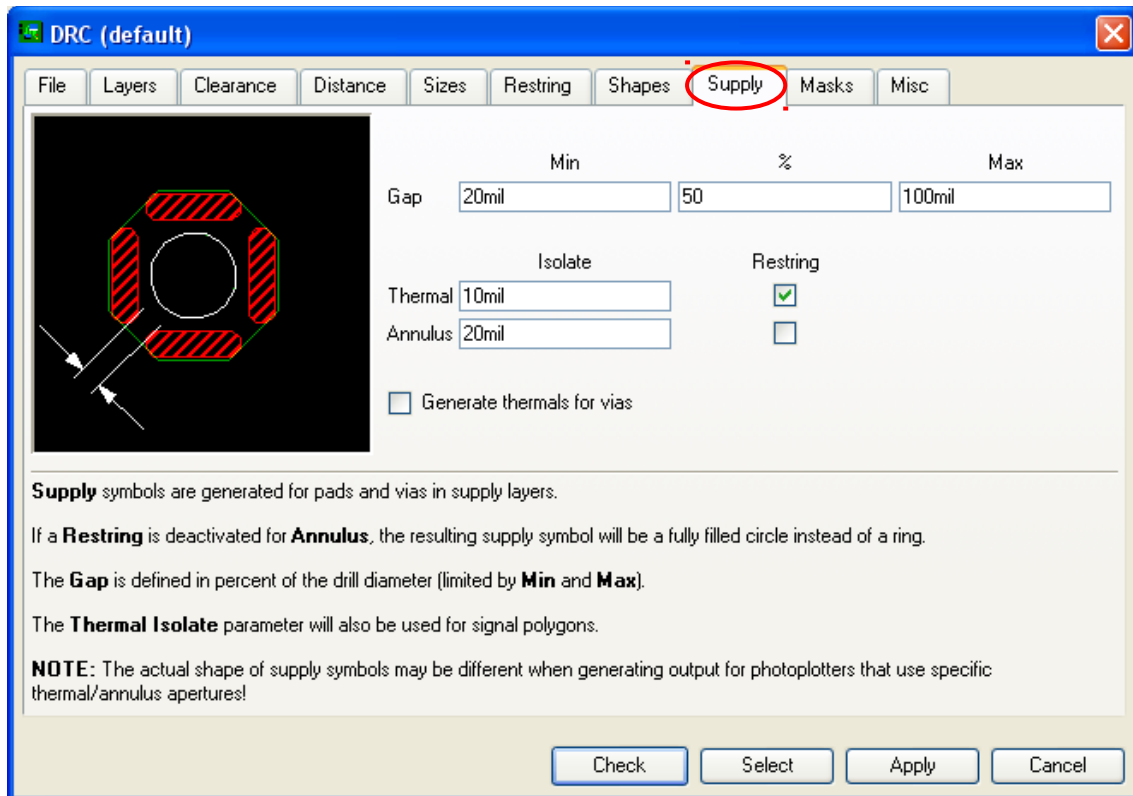 DRC (default)
File Layers Clearance Distance Sizes Restring Shapes Supply Masks Misc
Min % Max
Gap 20mil 50 100mil
Isolate Restring
Thermal 10mil
Annulus 20mil
Generate thermals for vias
Supply symbols are generated for pads and vias in supply layers.
If a Restring is deactivated for Annulus, the resulting supply symbol will be a fully filled circle instead of a ring.
The Gap is defined in percent of the drill diameter (limited by Min and Max).
The Thermal Isolate parameter will also be used for signal polygons.
NOTE: The actual shape of supply symbols may be different when generating output for photoplotters that use specific
thermal/annulus apertures!
Check Select Apply Cancel